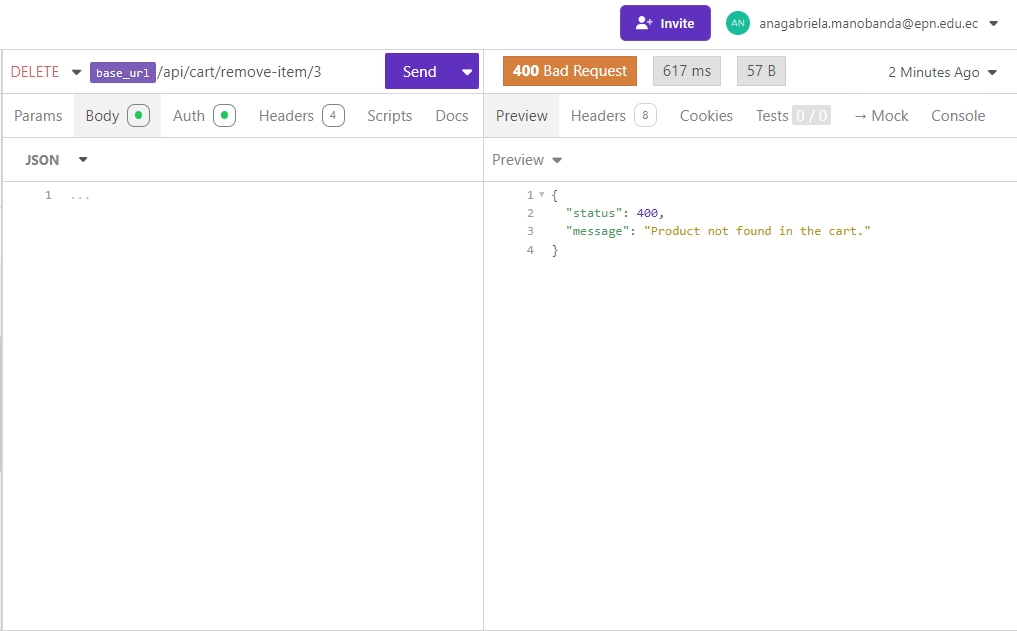 Invite
AN
anagabriela.manobanda@epn.edu.ec
DELETE base_url/api/cart/remove-item/3 Send
400 Bad Request 617 ms 57 B 2 Minutes Ago
Params Body Auth Headers 4 Scripts Docs
Preview Headers 8 Cookies Tests 0 / 0 → Mock Console
JSON
Preview
1 ...
1 {
2 "status": 400,
3 "message": "Product not found in the cart."
4 }